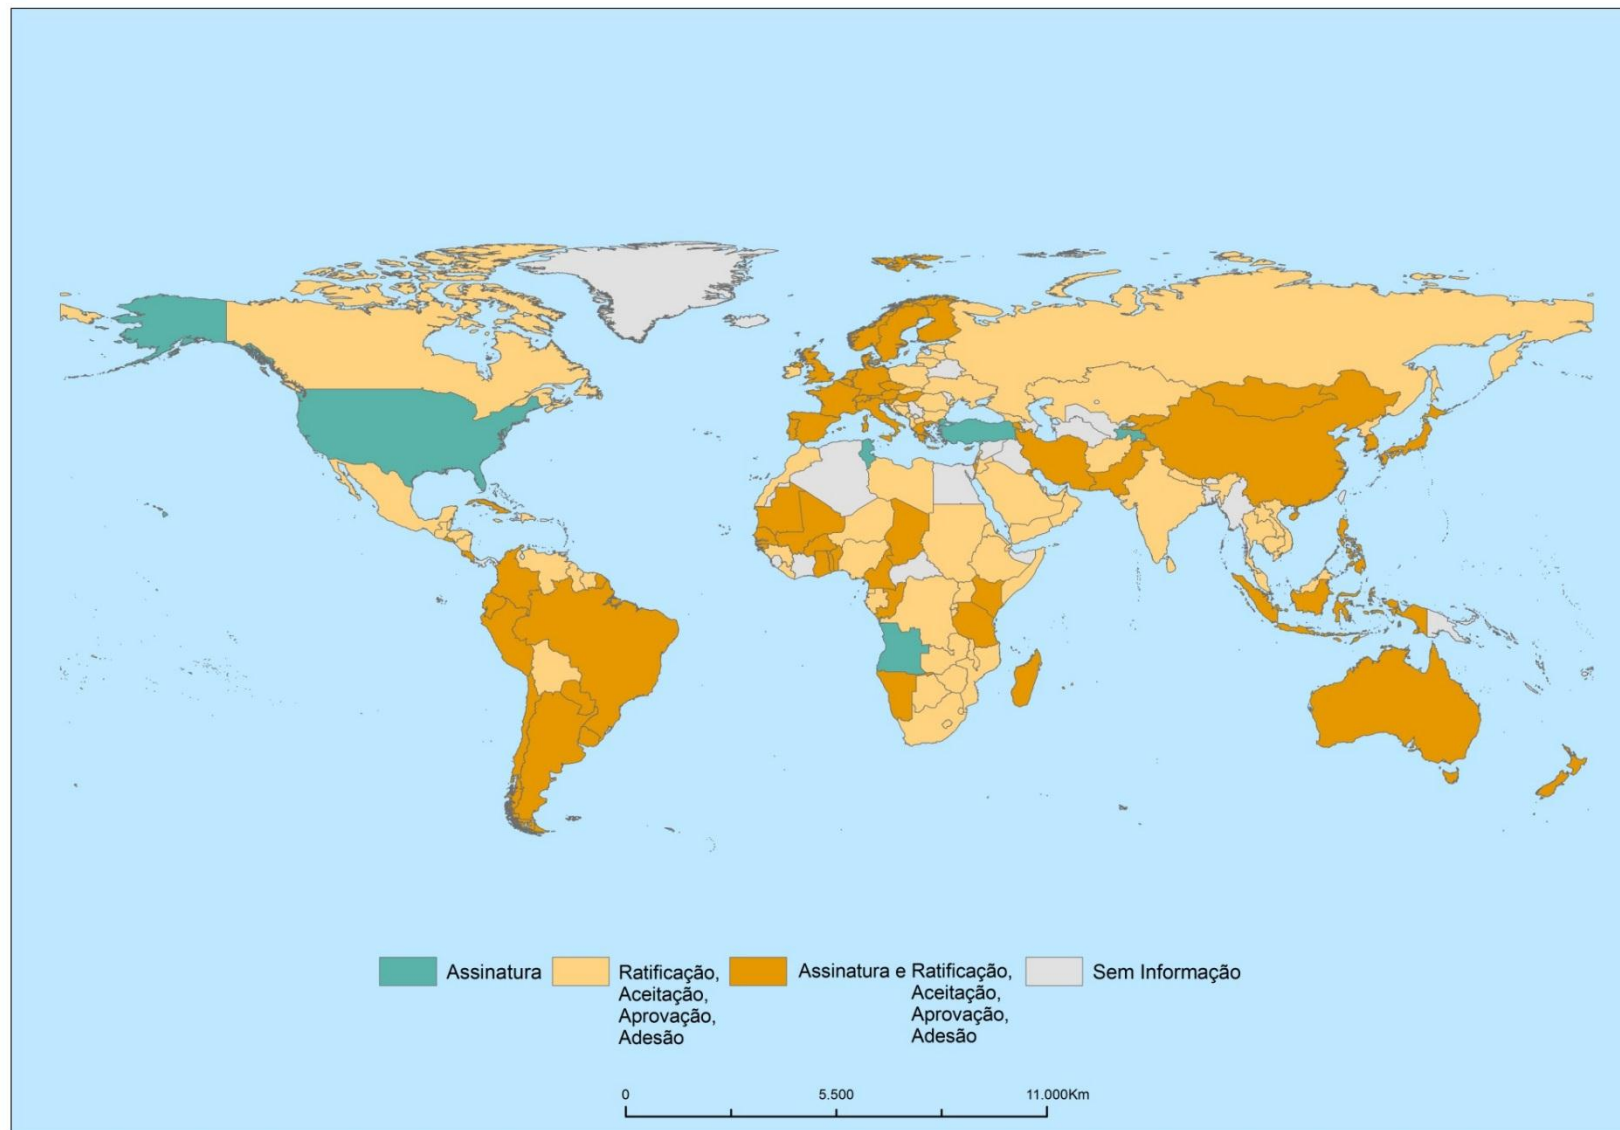 Assinatura
Ratificação,
Aceitação,
Aprovação,
Adesão
Assinatura e Ratificação,
Aceitação,
Aprovação,
Adesão
Sem Informação
0 5.500 11.000Km